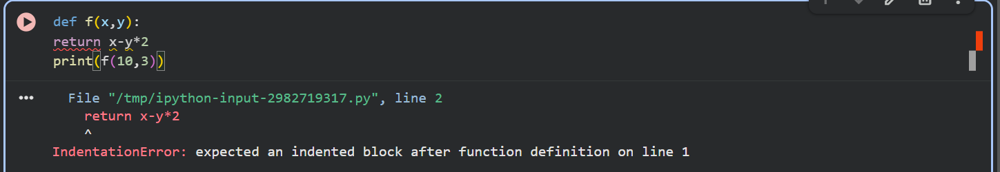 def f(x,y):
return x-y*2
print(f(10,3))
File "/tmp/ipython-input-2982719317.py", line 2
return x-y*2
^
IndentationError: expected an indented block after function definition on line 1